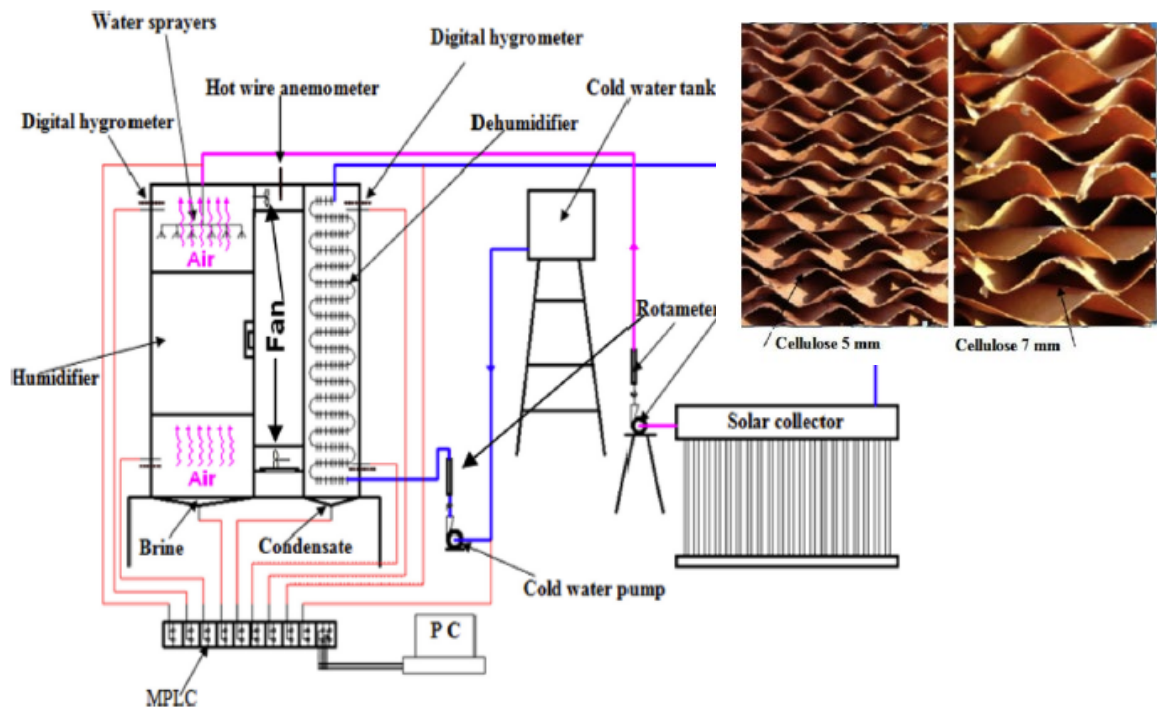 Water sprayers
Digital hygrometer
Hot wire anemometer
Cold water tank
Digital hygrometer
Dehumidifier
Air
Fan
Rotameter
Cellulose 5 mm
Cellulose 7 mm
Humidifier
Solar collector
Air
Brine
Condensate
Cold water pump
P C
MPLC